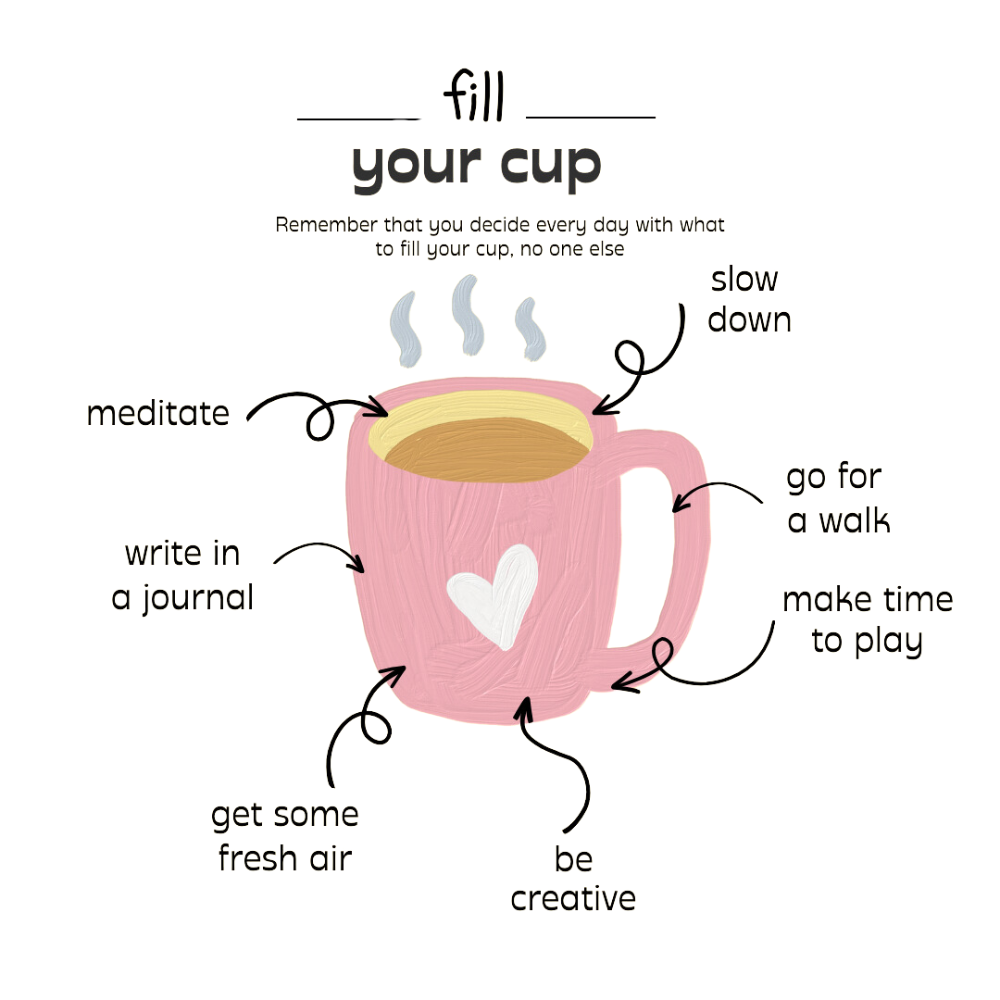 fill
your cup
Remember that you decide every day with what
to fill your cup, no one else
slow
down
meditate
go for
a walk
write in
a journal
make time
to play
get some
fresh air
be
creative